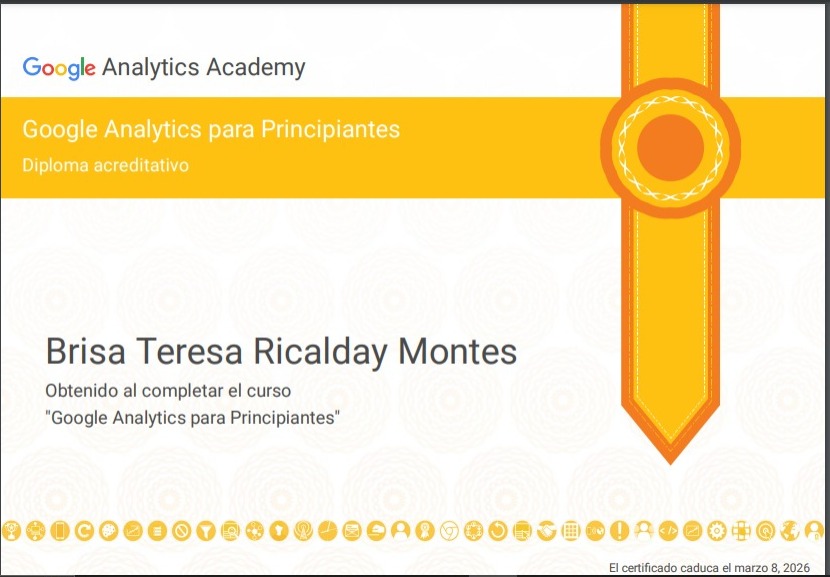 Google Analytics Academy
Google Analytics para Principiantes
Diploma acreditativo
Brisa Teresa Ricalday Montes
Obtenido al completar el curso
"Google Analytics para Principiantes"
El certificado caduca el marzo 8, 2026